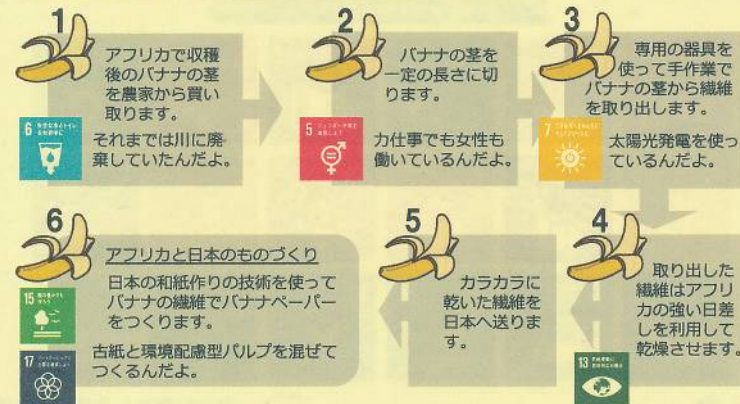 1
アフリカで収穫
後のバナナの茎
を農家から買い
取ります。
6
それまでは川に廃
棄していたんだよ。
2
バナナの茎を
一定の長さに切
ります。
5
力仕事でも女性も
働いているんだよ。
3
専用の器具を
使って手作業で
バナナの茎から繊維
を取り出します。
7
太陽光発電を使っ
ているんだよ。
4
取り出した
繊維はアフリ
カの強い日差
しを利用して
乾燥させます。
13
5
カラカラに
乾いた繊維を
日本へ送りま
す。
6
アフリカと日本のものづくり
15
日本の和紙作りの技術を使って
バナナの繊維でバナナペーパー
をつくります。
17
古紙と環境配慮型パルプを混ぜて
つくるんだよ。